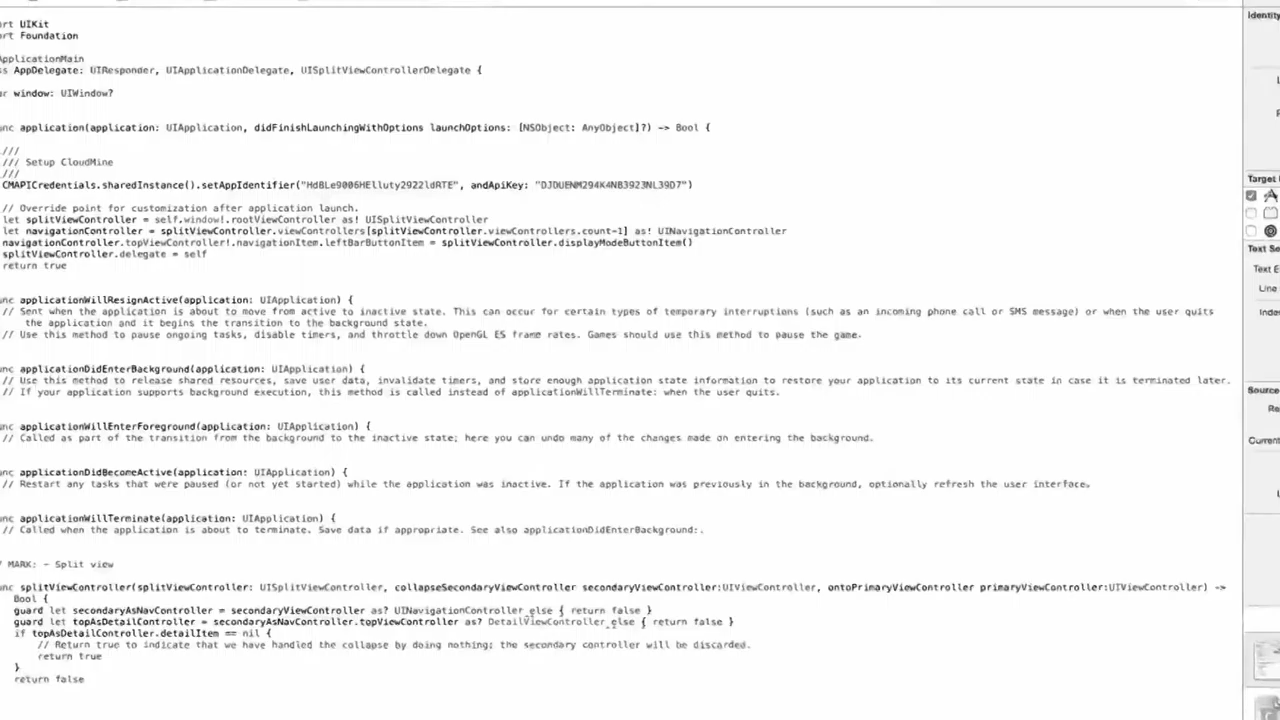 rt UIKit
rt Foundation
ApplicationMain
ss AppDelegate: UIResponder, UIApplicationDelegate, UISplitViewControllerDelegate {
ar window: UIWindow?
nc application(application: UIApplication, didFinishLaunchingWithOptions launchOptions: [NSObject: AnyObject]?) -> Bool {
///
/// Setup CloudMine
///
CMAPICredentials.sharedInstance().setAppIdentifier("Hd8Le9006HElluty2922ldRTE", andApiKey: "DJDUENM294K4NB3923NL39D7")
// Override point for customization after application launch.
let splitViewController = self.window!.rootViewController as! UISplitViewController
let navigationController = splitViewController.viewControllers[splitViewController.viewControllers.count-1] as! UINavigationController
navigationController.topViewController!.navigationItem.leftBarButtonItem = splitViewController.displayModeButtonItem()
splitViewController.delegate = self
return true
nc applicationWillResignActive(application: UIApplication) {
// Sent when the application is about to move from active to inactive state. This can occur for certain types of temporary interruptions (such as an incoming phone call or SMS message) or when the user quits
the application and it begins the transition to the background state.
// Use this method to pause ongoing tasks, disable timers, and throttle down OpenGL ES frame rates. Games should use this method to pause the game.
nc applicationDidEnterBackground(application: UIApplication) {
// Use this method to release shared resources, save user data, invalidate timers, and store enough application state information to restore your application to its current state in case it is terminated later.
// If your application supports background execution, this method is called instead of applicationWillTerminate: when the user quits.
nc applicationWillEnterForeground(application: UIApplication) {
// Called as part of the transition from the background to the inactive state; here you can undo many of the changes made on entering the background.
nc applicationDidBecomeActive(application: UIApplication) {
// Restart any tasks that were paused (or not yet started) while the application was inactive. If the application was previously in the background, optionally refresh the user interface.
nc applicationWillTerminate(application: UIApplication) {
// Called when the application is about to terminate. Save data if appropriate. See also applicationDidEnterBackground:.
/ MARK: - Split view
nc splitViewController(splitViewController: UISplitViewController, collapseSecondaryViewController secondaryViewController:UIViewController, ontoPrimaryViewController primaryViewController:UIViewController) ->
Bool {
guard let secondaryAsNavController = secondaryViewController as? UINavigationController else { return false }
guard let topAsDetailController = secondaryAsNavController.topViewController as? DetailViewController else { return false }
if topAsDetailController.detailItem == nil {
// Return true to indicate that we have handled the collapse by doing nothing; the secondary controller will be discarded.
return true
}
return false
Identity
Target
Text Se
Text E
Line
Inde
Source
Re
Current